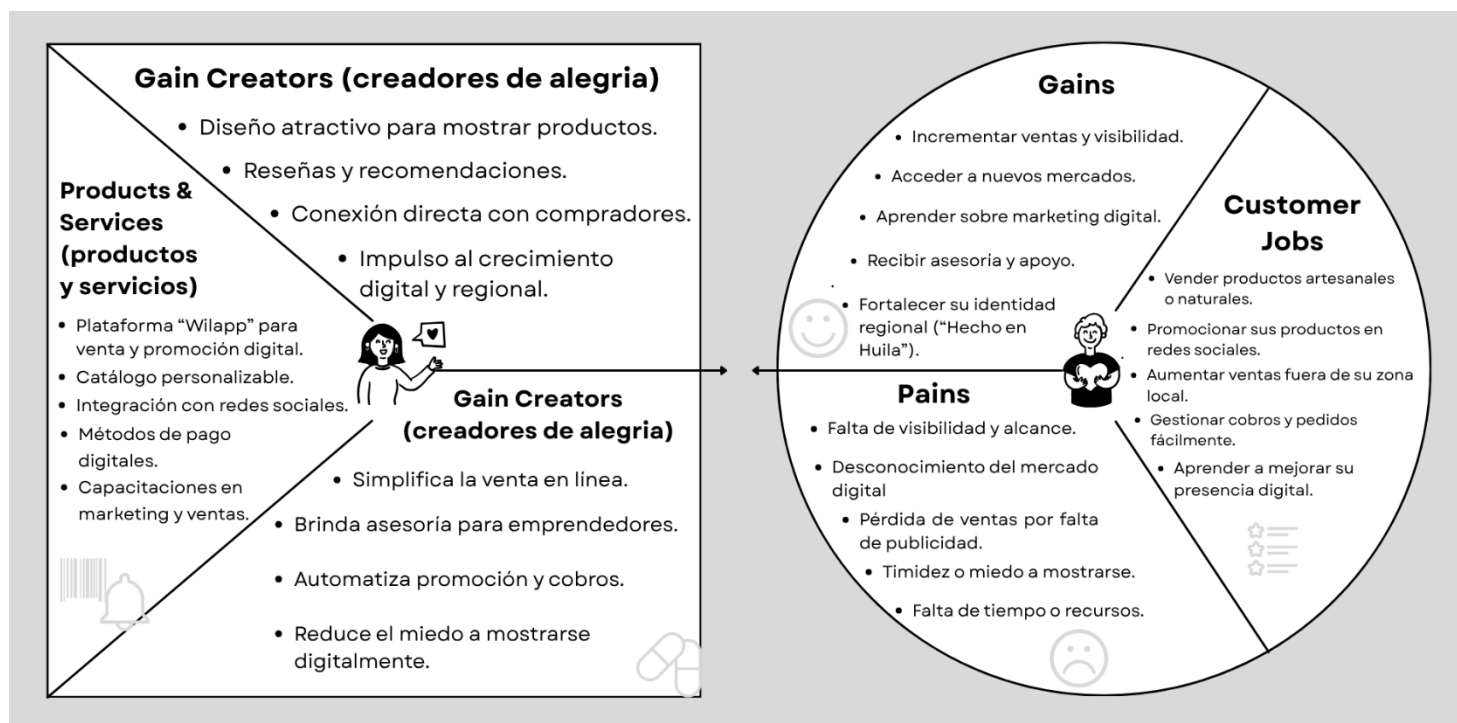 Gain Creators (creadores de alegria)
• Diseño atractivo para mostrar productos.
• Reseñas y recomendaciones.
• Conexión directa con compradores.
• Impulso al crecimiento
digital y regional.
Products &
Services
(productos
y servicios)
• Plataforma “Wilapp” para
venta y promoción digital.
• Catálogo personalizable.
• Integración con redes sociales.
• Métodos de pago
digitales.
• Capacitaciones en
marketing y ventas.
Gain Creators
(creadores de alegria)
• Simplifica la venta en línea.
• Brinda asesoría para emprendedores.
• Automatiza promoción y cobros.
• Reduce el miedo a mostrarse
digitalmente.
Gains
• Incrementar ventas y visibilidad.
• Acceder a nuevos mercados.
• Aprender sobre marketing digital.
• Recibir asesoría y apoyo.
• Fortalecer su identidad
regional (“Hecho en
Huila”).
Pains
• Falta de visibilidad y alcance.
• Desconocimiento del mercado
digital
• Pérdida de ventas por falta
de publicidad.
• Timidez o miedo a mostrarse.
• Falta de tiempo o recursos.
Customer
Jobs
• Vender productos artesanales
o naturales.
• Promocionar sus productos en
redes sociales.
• Aumentar ventas fuera de su zona
local.
• Gestionar cobros y pedidos
fácilmente.
• Aprender a mejorar su
presencia digital.